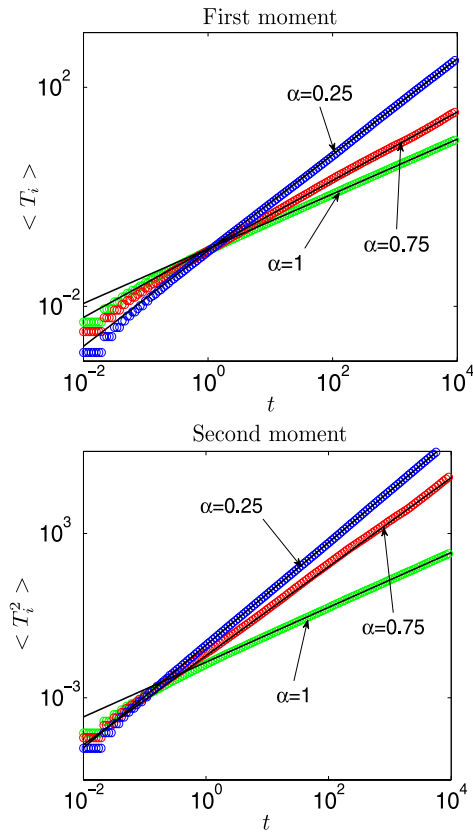 First moment
10^2
α=0.25
< T_i >
α=0.75
α=1
10^-2
10^-2 10^0 10^2 10^4
t
Second moment
10^3
α=0.25
< T_i^2 >
α=0.75
α=1
10^-3
10^-2 10^0 10^2 10^4
t